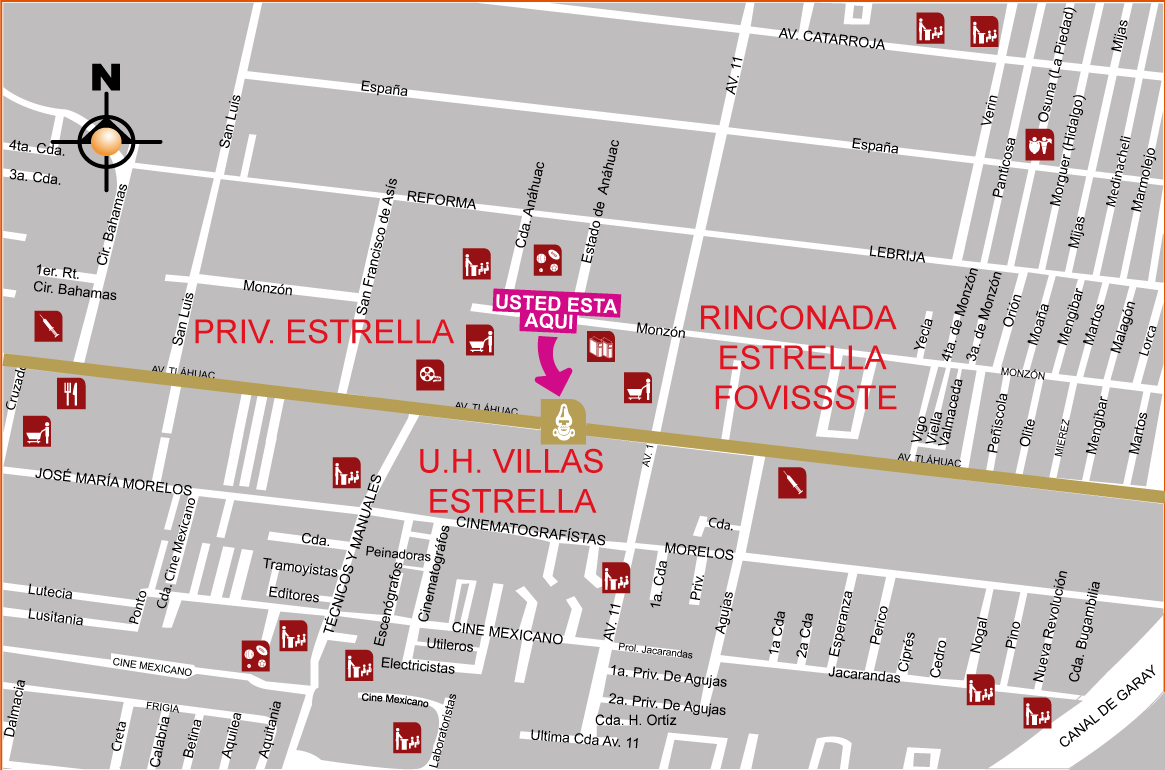 AV. CATARROJA
Osuna (La Piedad)
Mijas
N
AV. 11
España
San Luis
Verin
Morguer (Hidalgo)
4ta. Cda.
España
Panticosa
Medinacheli
Marmolejo
3a. Cda.
Cir. Bahamas
San Francisco de Asís
REFORMA
Cda. Anáhuac
Estado de Anáhuac
Mijas
LEBRIJA
1er. Rt.
Cir. Bahamas
Monzón
San Luis
USTED ESTA
AQUI
Monzón
PRIV. ESTRELLA
RINCONADA
ESTRELLA
FOVISSSTE
Yecla
4ta. de Monzón
3a. de Monzón
Orión
Moaña
Mengibar
Martos
Malagón
Lorca
MONZÓN
AV. TLÁHUAC
Cruzado
AV. TLÁHUAC
Vigo
Viella
Valmaceda
Peñiscola
Olite
MIEREZ
Mengibar
Martos
AV. TLÁHUAC
AV. 1
U.H. VILLAS
ESTRELLA
JOSÉ MARÍA MORELOS
Cda. Cine Mexicano
TÉCNICOS Y MANUALES
CINEMATOGRAFÍSTAS
Cda.
MORELOS
Cda.
Peinadoras
Tramoyistas
Editores
Escenógrafos
Cinematográfos
1a. Cda
Priv.
Agujas
Lutecia
Lusitania
Ponto
AV. 11
CINE MEXICANO
Utileros
Electricistas
Prol. Jacarandas
1a. Priv. De Agujas
2a. Priv. De Agujas
Cda. H. Ortíz
Ultima Cda Av. 11
1a Cda
2a Cda
Esperanza
Perico
Ciprés
Cedro
Nogal
Pino
Nueva Revolución
Cda. Bugambilia
Jacarandas
CINE MEXICANO
Cine Mexicano
Laboratoristas
Dalmacia
FRIGIA
Creta
Calabria
Betina
Aquilea
Aquitania
CANAL DE GARAY